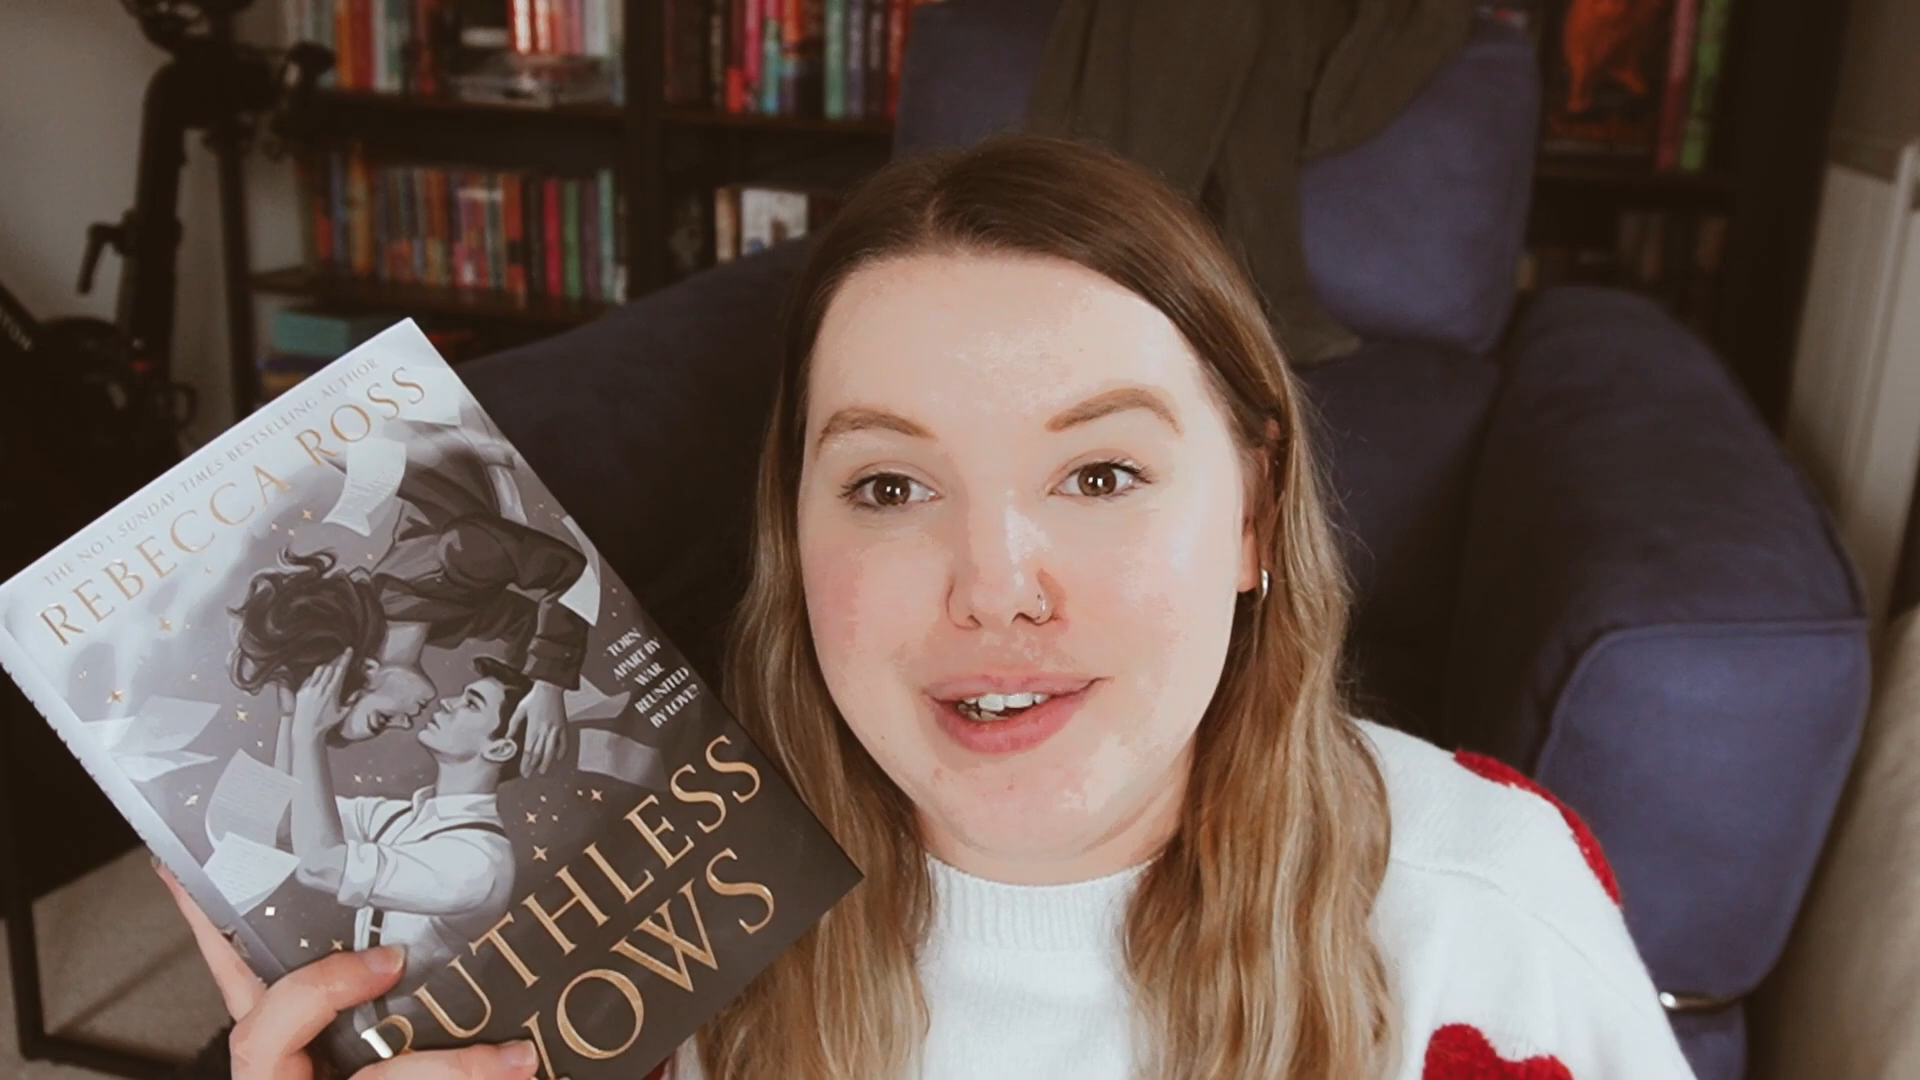 THE NO 1 SUNDAY TIMES BESTSELLING AUTHOR
REBECCA ROSS
TORN
APART BY
WAR
REUNITED
BY LOVE?
RUTHLESS
VOWS